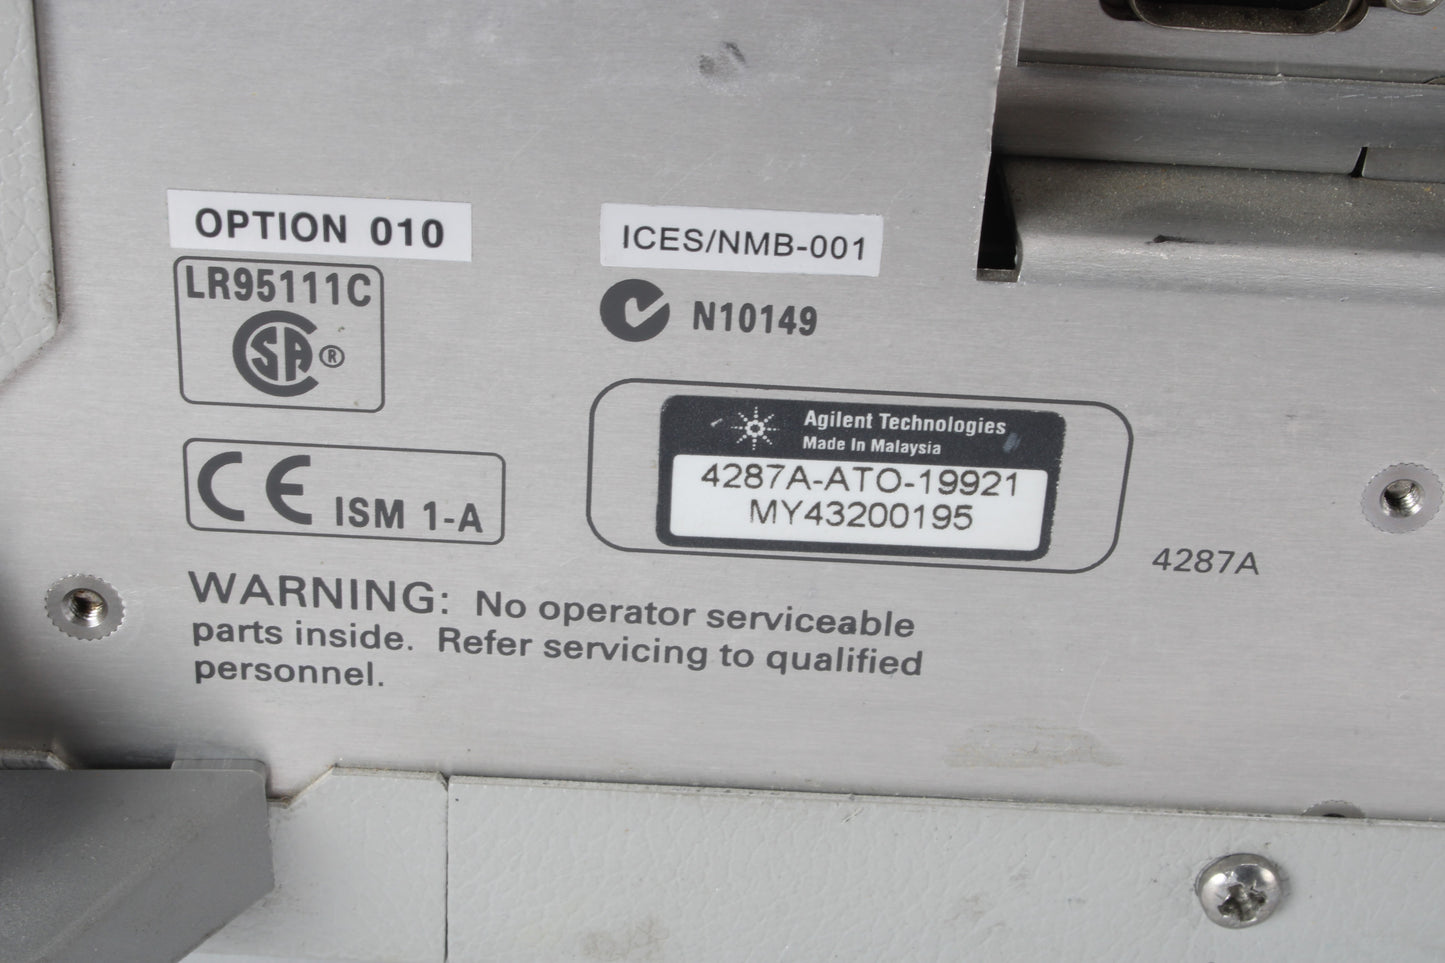 OPTION 010
ICES/NMB-001
LR95111C
CSA®
N10149
Agilent Technologies
Made In Malaysia
4287A-ATO-19921
MY43200195
CE ISM 1-A
4287A
WARNING: No operator serviceable
parts inside. Refer servicing to qualified
personnel.